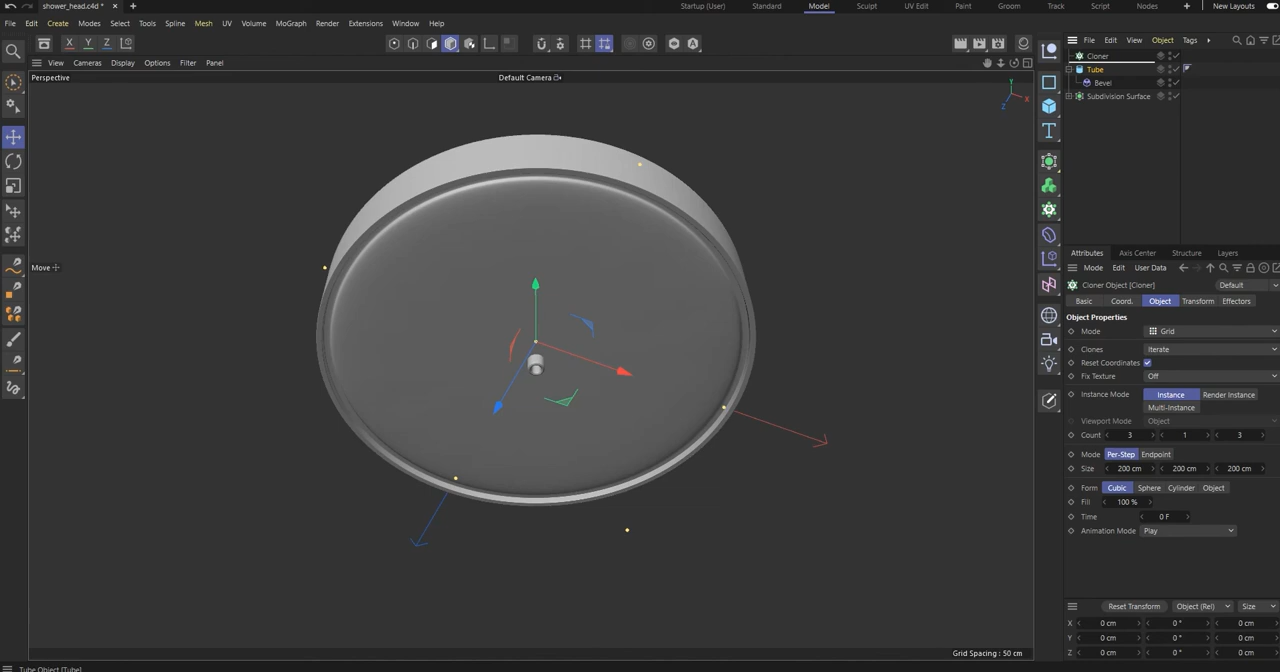 shower_head.c4d *
Startup (User) Standard Model Sculpt UV Edit Paint Groom Track Script Nodes New Layouts
File Edit Create Modes Select Tools Spline Mesh UV Volume MoGraph Render Extensions Window Help
X Y Z
File Edit View Object Tags
View Cameras Display Options Filter Panel
Perspective
Default Camera
Cloner
Tube
Bevel
Subdivision Surface
Y
X
Z
Move
Attributes Axis Center Structure Layers
Mode Edit User Data
Cloner Object [Cloner] Default
Basic Coord. Object Transform Effectors
Object Properties
Mode Grid
Clones Iterate
Reset Coordinates
Fix Texture Off
Instance Mode Instance Render Instance
Multi-Instance
Viewport Mode Object
Count 3 1 3
Mode Per-Step Endpoint
Size 200 cm 200 cm 200 cm
Form Cubic Sphere Cylinder Object
Fill 100 %
Time 0 F
Animation Mode Play
Reset Transform Object (Rel) Size
X 0 cm 0 ° 0 cm
Y 0 cm 0 ° 0 cm
Z 0 cm 0 ° 0 cm
Grid Spacing : 50 cm
Tube Object [Tube]